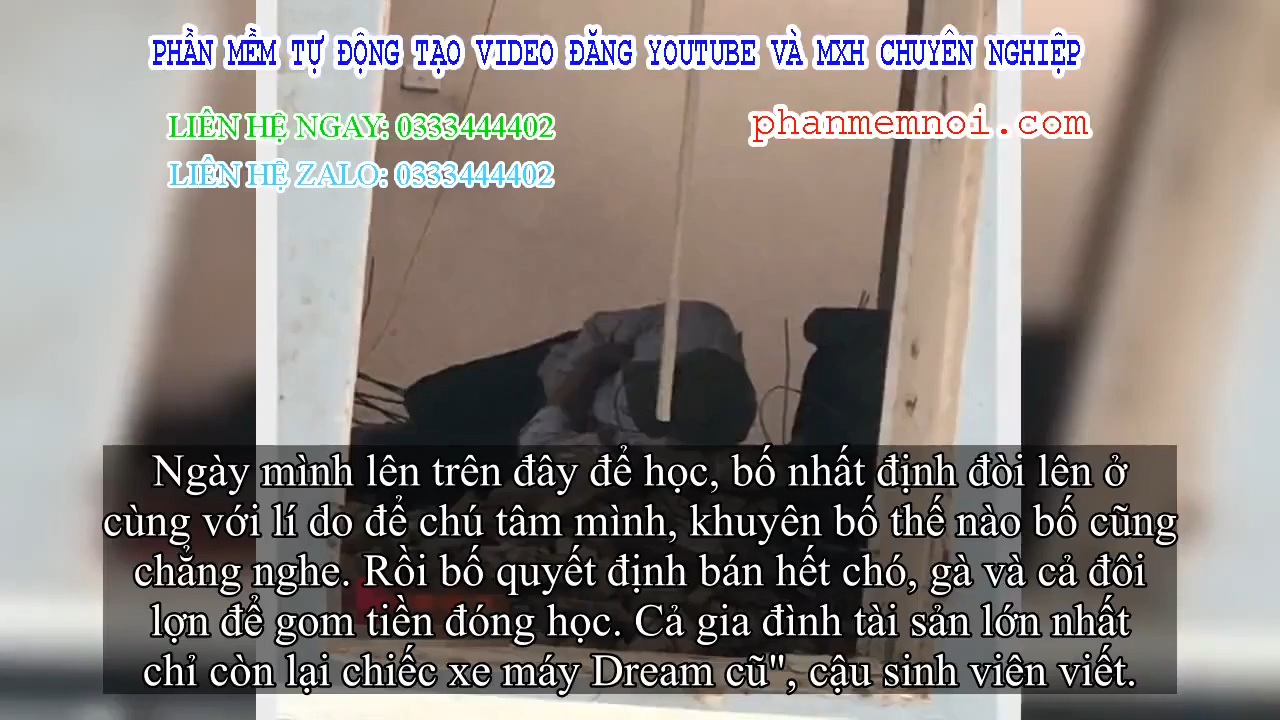 PHẦN MỀM TỰ ĐỘNG TẠO VIDEO ĐĂNG YOUTUBE VÀ MXH CHUYÊN NGHIỆP
LIÊN HỆ NGAY: 0333444402
phanmemnoi.com
LIÊN HỆ ZALO: 0333444402
Ngày mình lên trên đây để học, bố nhất định đòi lên ở
cùng với lí do để chú tâm mình, khuyên bố thế nào bố cũng
chẳng nghe. Rồi bố quyết định bán hết chó, gà và cả đôi
lợn để gom tiền đóng học. Cả gia đình tài sản lớn nhất
chỉ còn lại chiếc xe máy Dream cũ", cậu sinh viên viết.